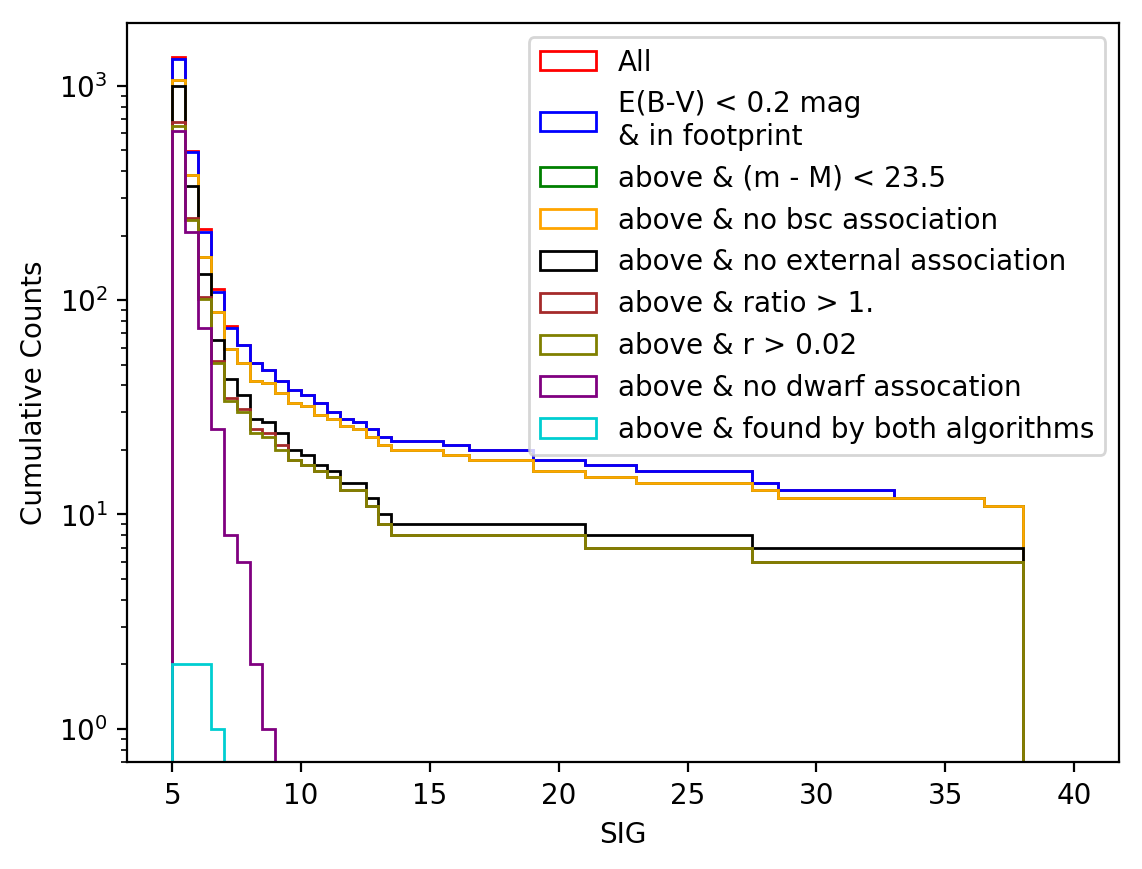 All
E(B-V) < 0.2 mag
& in footprint
above & (m - M) < 23.5
above & no bsc association
above & no external association
above & ratio > 1.
above & r > 0.02
above & no dwarf assocation
above & found by both algorithms
10³
10²
10¹
10⁰
Cumulative Counts
5 10 15 20 25 30 35 40
SIG